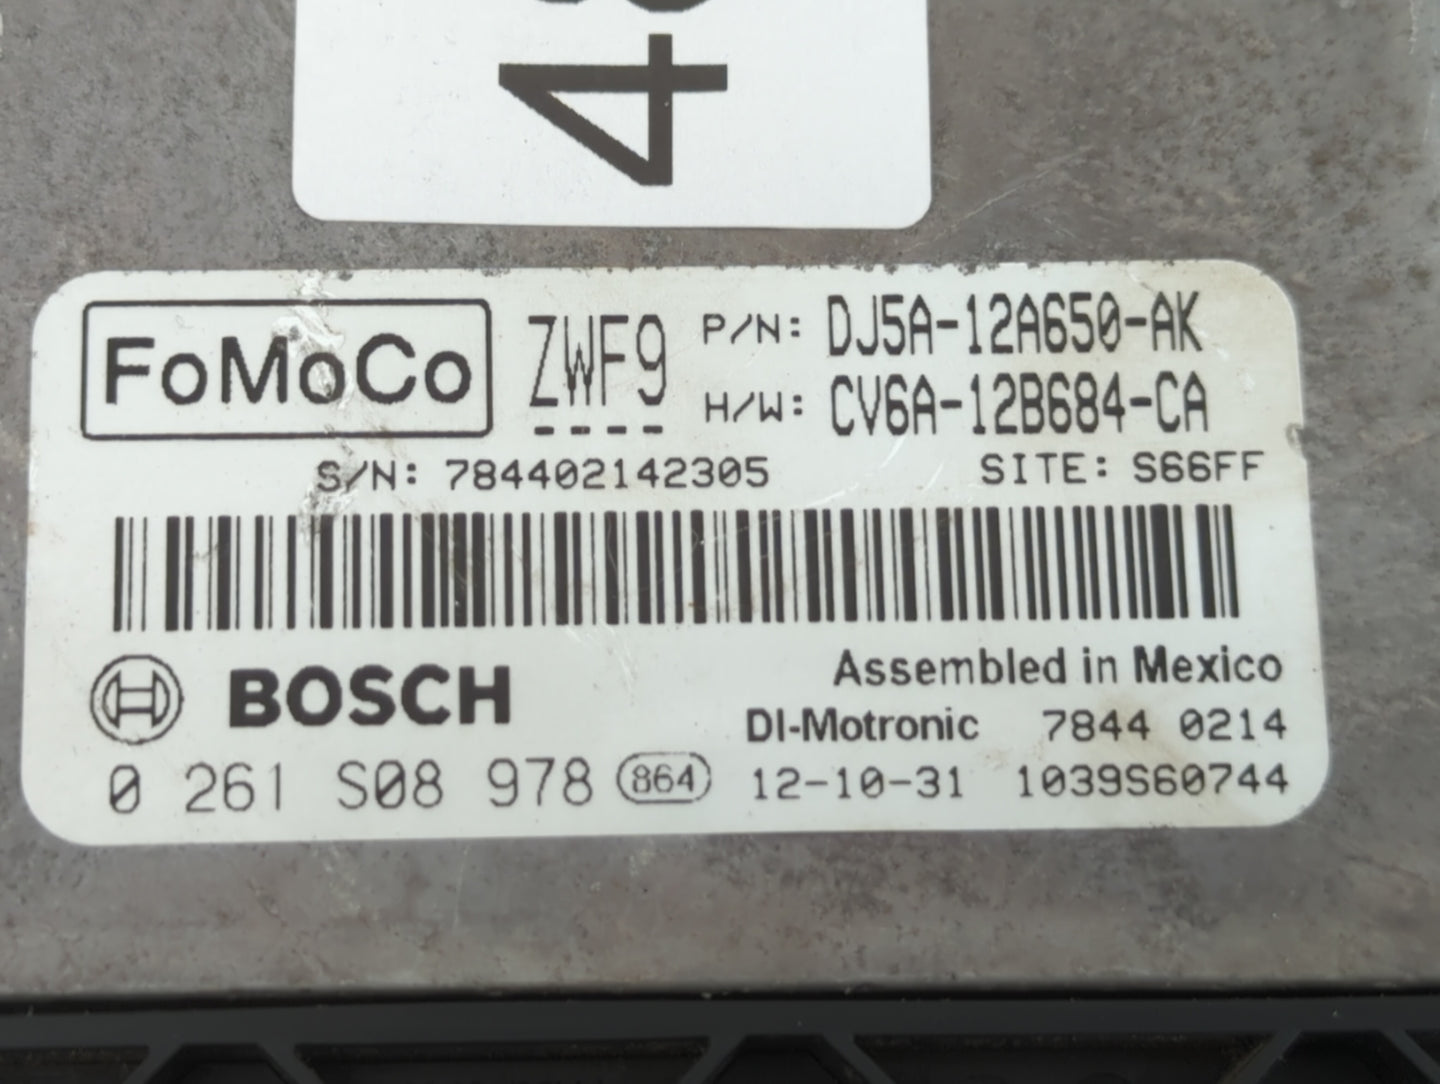 4
FoMoCo ZWF9 P/N: DJ5A-12A650-AK
H/W: CV6A-12B684-CA
S/N: 784402142305 SITE: S66FF
BOSCH Assembled in Mexico
DI-Motronic 7844 0214
0 261 S08 978 864 12-10-31 1039S60744